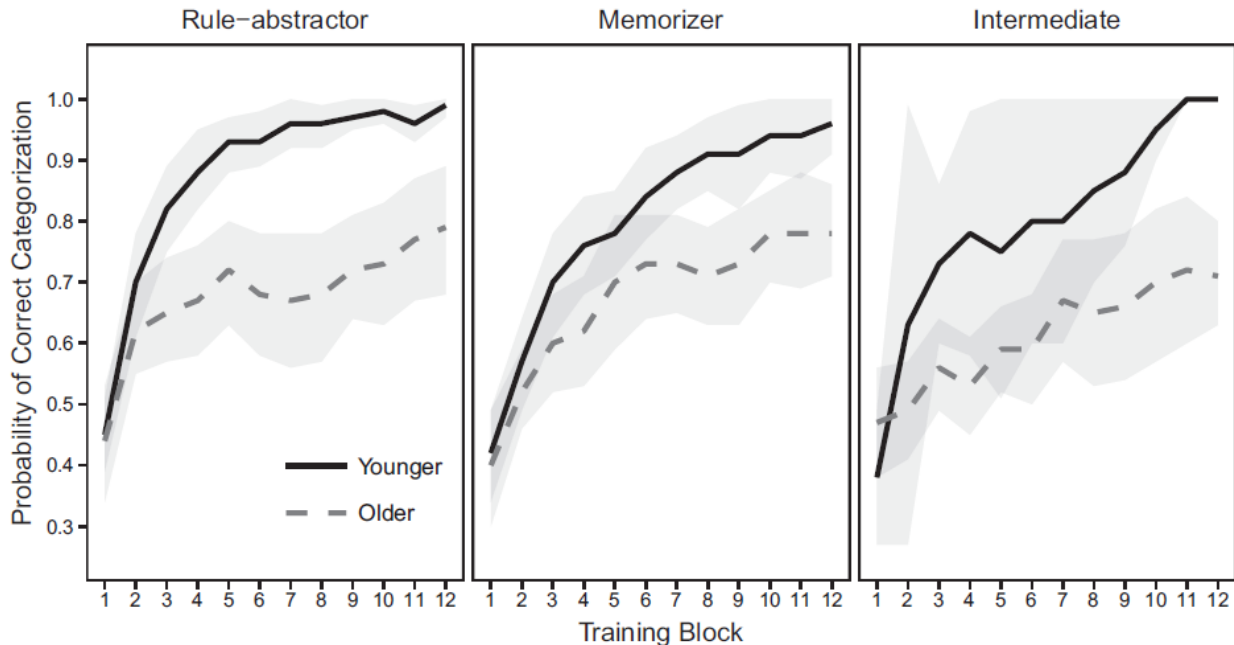 Rule−abstractor
Memorizer
Intermediate
Probability of Correct Categorization
1.0
0.9
0.8
0.7
0.6
0.5
0.4
0.3
Younger
Older
1 2 3 4 5 6 7 8 9 10 11 12
1 2 3 4 5 6 7 8 9 10 11 12
1 2 3 4 5 6 7 8 9 10 11 12
Training Block